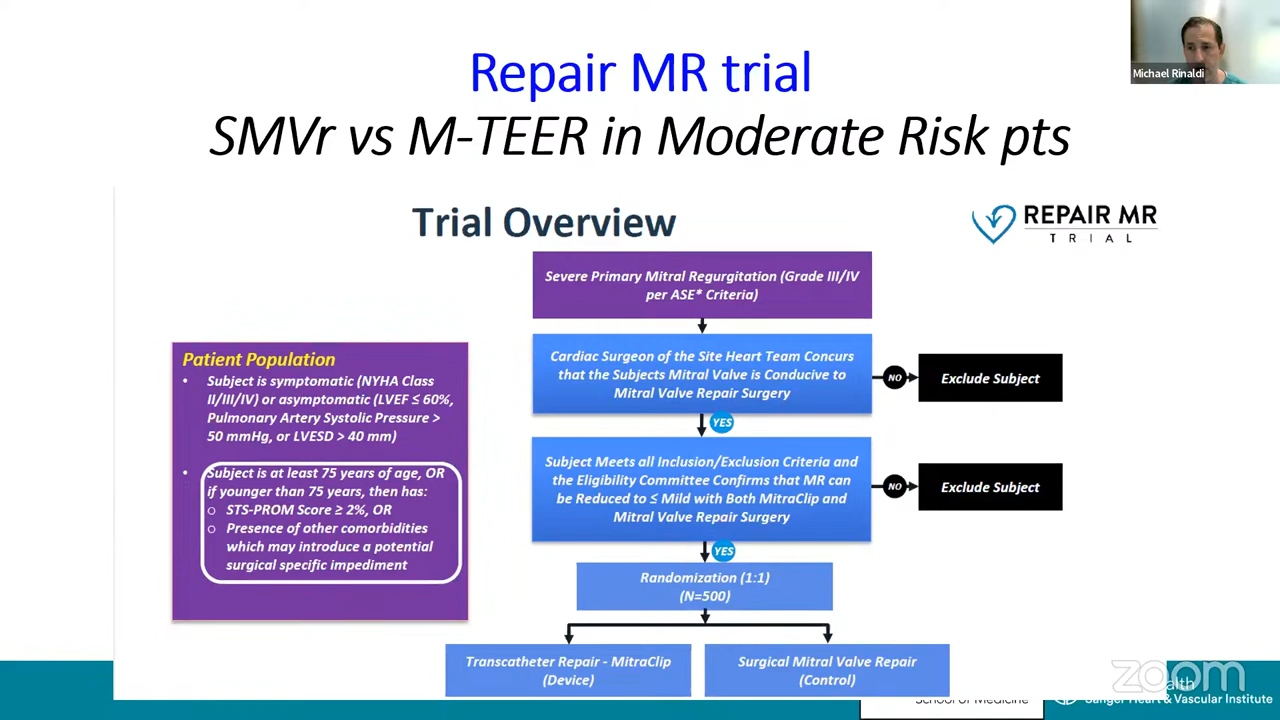 Michael Rinaldi
Repair MR trial
SMVr vs M-TEER in Moderate Risk pts
Trial Overview
REPAIR MR
TRIAL
Severe Primary Mitral Regurgitation (Grade III/IV
per ASE* Criteria)
Patient Population
• Subject is symptomatic (NYHA Class
II/III/IV) or asymptomatic (LVEF ≤ 60%,
Pulmonary Artery Systolic Pressure >
50 mmHg, or LVESD > 40 mm)
• Subject is at least 75 years of age, OR
if younger than 75 years, then has:
o STS-PROM Score ≥ 2%, OR
o Presence of other comorbidities
which may introduce a potential
surgical specific impediment
Cardiac Surgeon of the Site Heart Team Concurs
that the Subjects Mitral Valve is Conducive to
Mitral Valve Repair Surgery
NO
Exclude Subject
YES
Subject Meets all Inclusion/Exclusion Criteria and
the Eligibility Committee Confirms that MR can
be Reduced to ≤ Mild with Both MitraClip and
Mitral Valve Repair Surgery
NO
Exclude Subject
YES
Randomization (1:1)
(N=500)
Transcatheter Repair - MitraClip
(Device)
Surgical Mitral Valve Repair
(Control)
zoom
School of Medicine
Sanger Heart & Vascular Institute